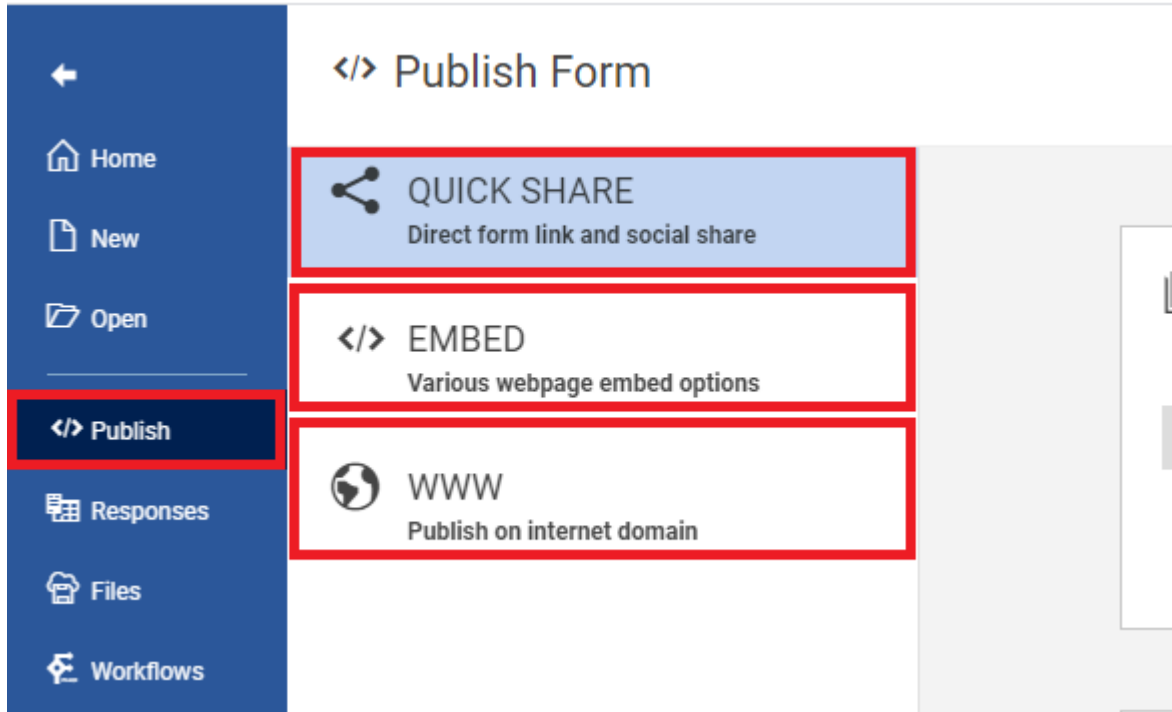 </> Publish Form
Home
New
Open
</> Publish
Responses
Files
Workflows
QUICK SHARE
Direct form link and social share
</> EMBED
Various webpage embed options
WWW
Publish on internet domain